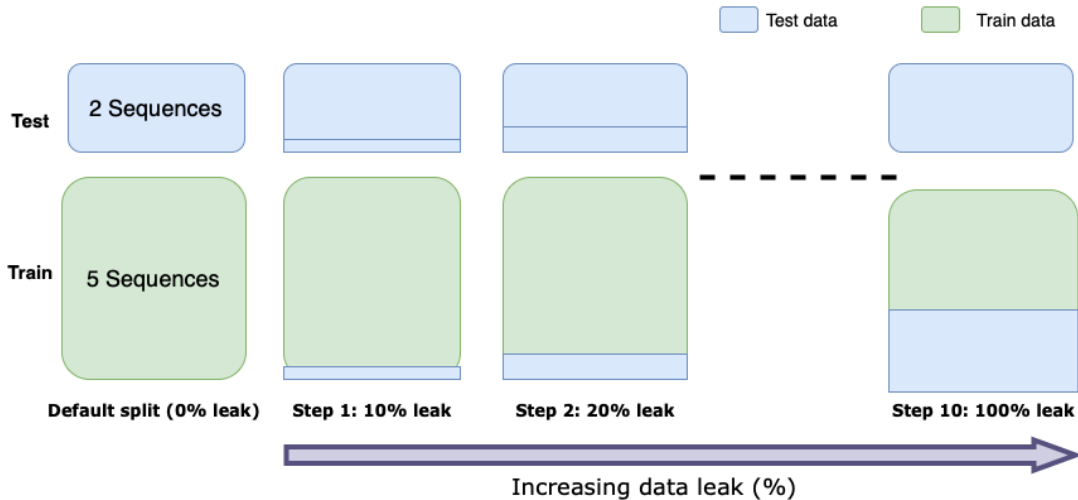 Test data
Train data
Test
2 Sequences
Train
5 Sequences
Default split (0% leak)
Step 1: 10% leak
Step 2: 20% leak
Step 10: 100% leak
Increasing data leak (%)